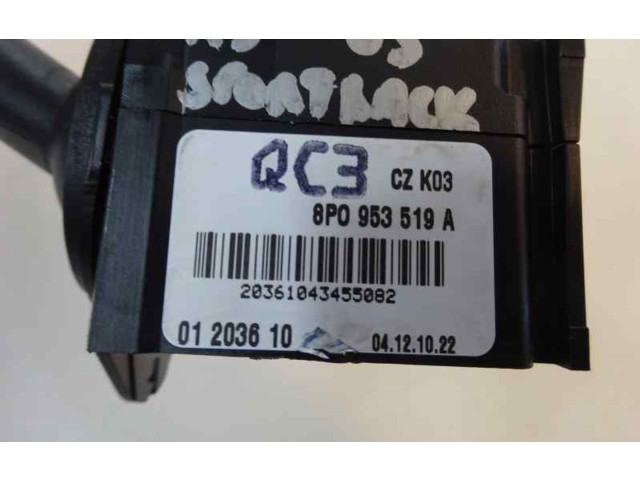 SPORTBACK
QC3 CZ K03
8P0 953 519 A
20361043455082
01 2036 10 04.12.10.22